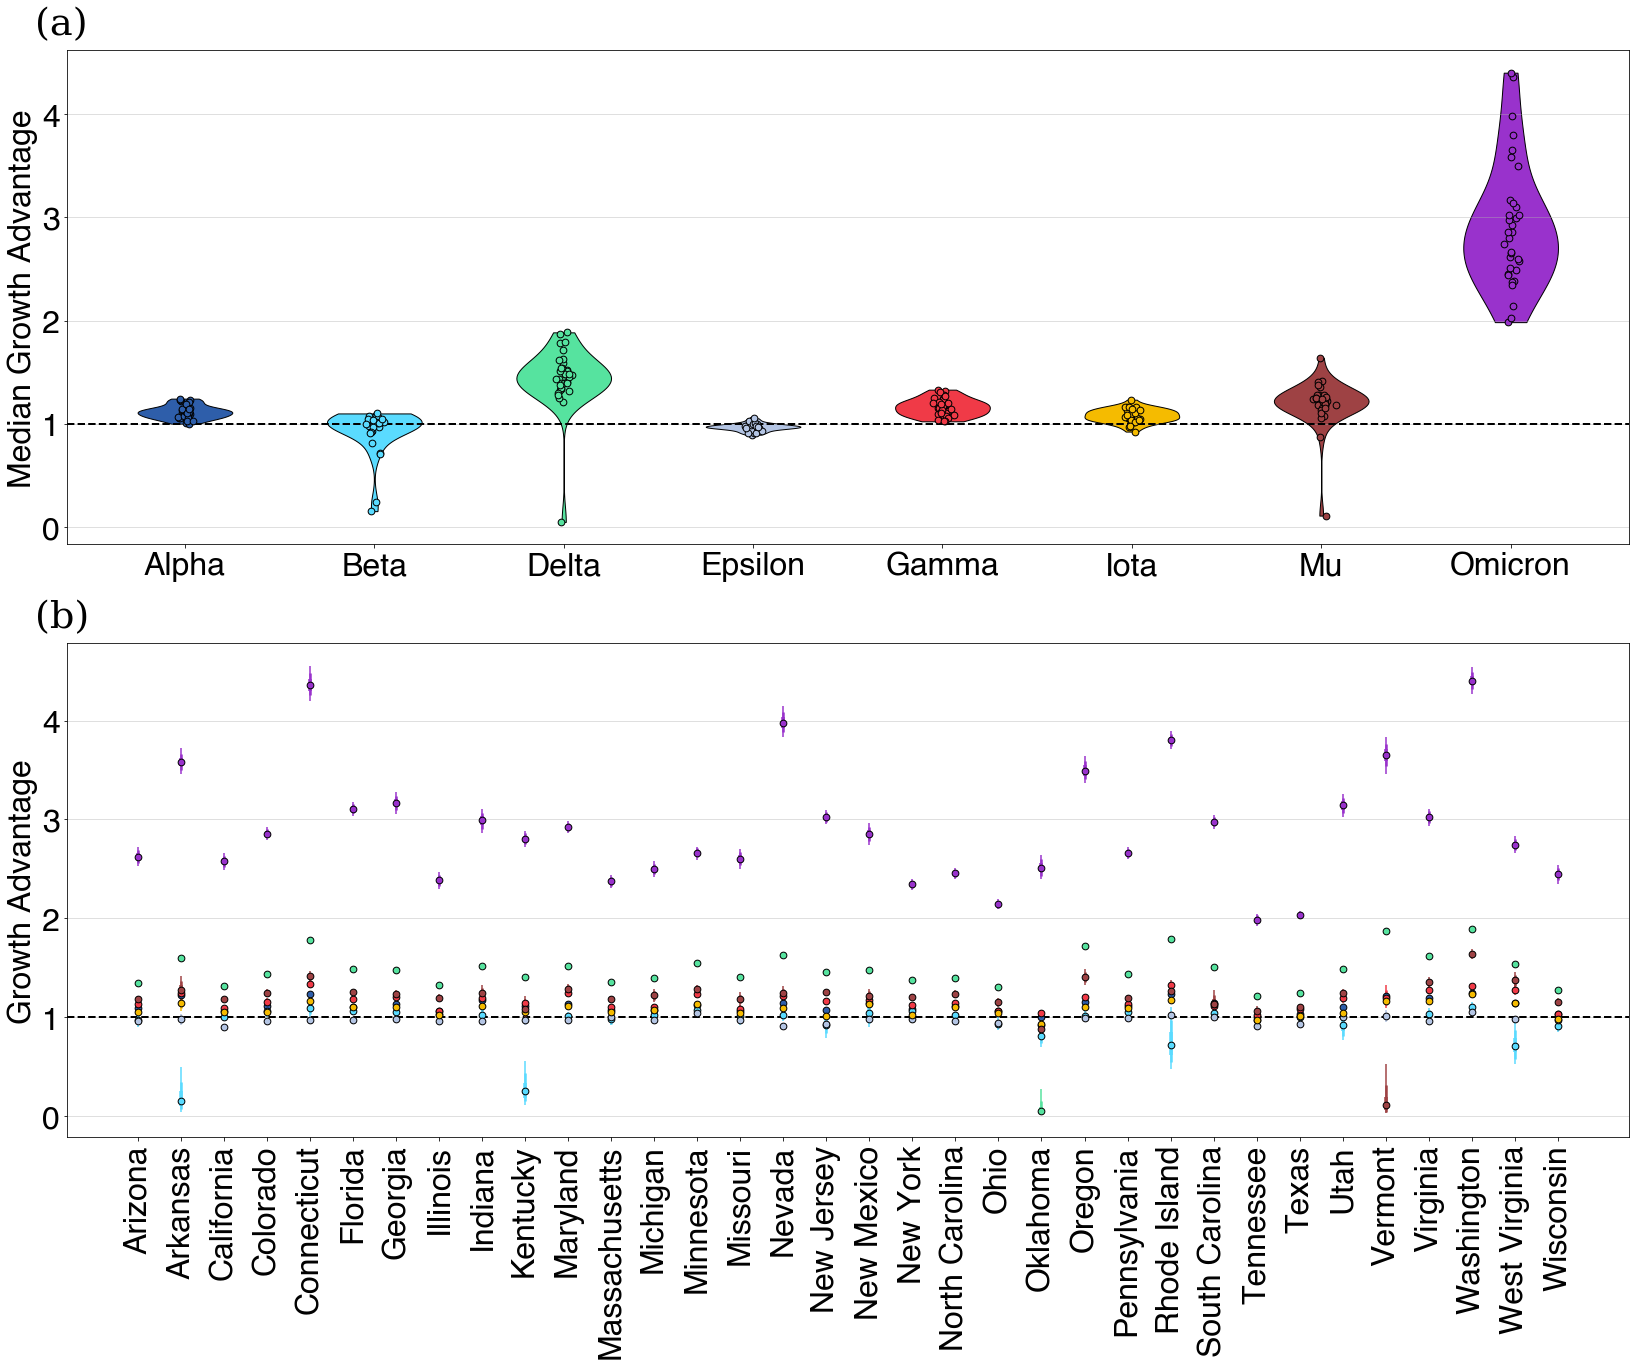 (a)
Median Growth Advantage
4
3
2
1
0
Alpha Beta Delta Epsilon Gamma Iota Mu Omicron
(b)
Growth Advantage
4
3
2
1
0
Arizona
Arkansas
California
Colorado
Connecticut
Florida
Georgia
Illinois
Indiana
Kentucky
Maryland
Massachusetts
Michigan
Minnesota
Missouri
Nevada
New Jersey
New Mexico
New York
North Carolina
Ohio
Oklahoma
Oregon
Pennsylvania
Rhode Island
South Carolina
Tennessee
Texas
Utah
Vermont
Virginia
Washington
West Virginia
Wisconsin